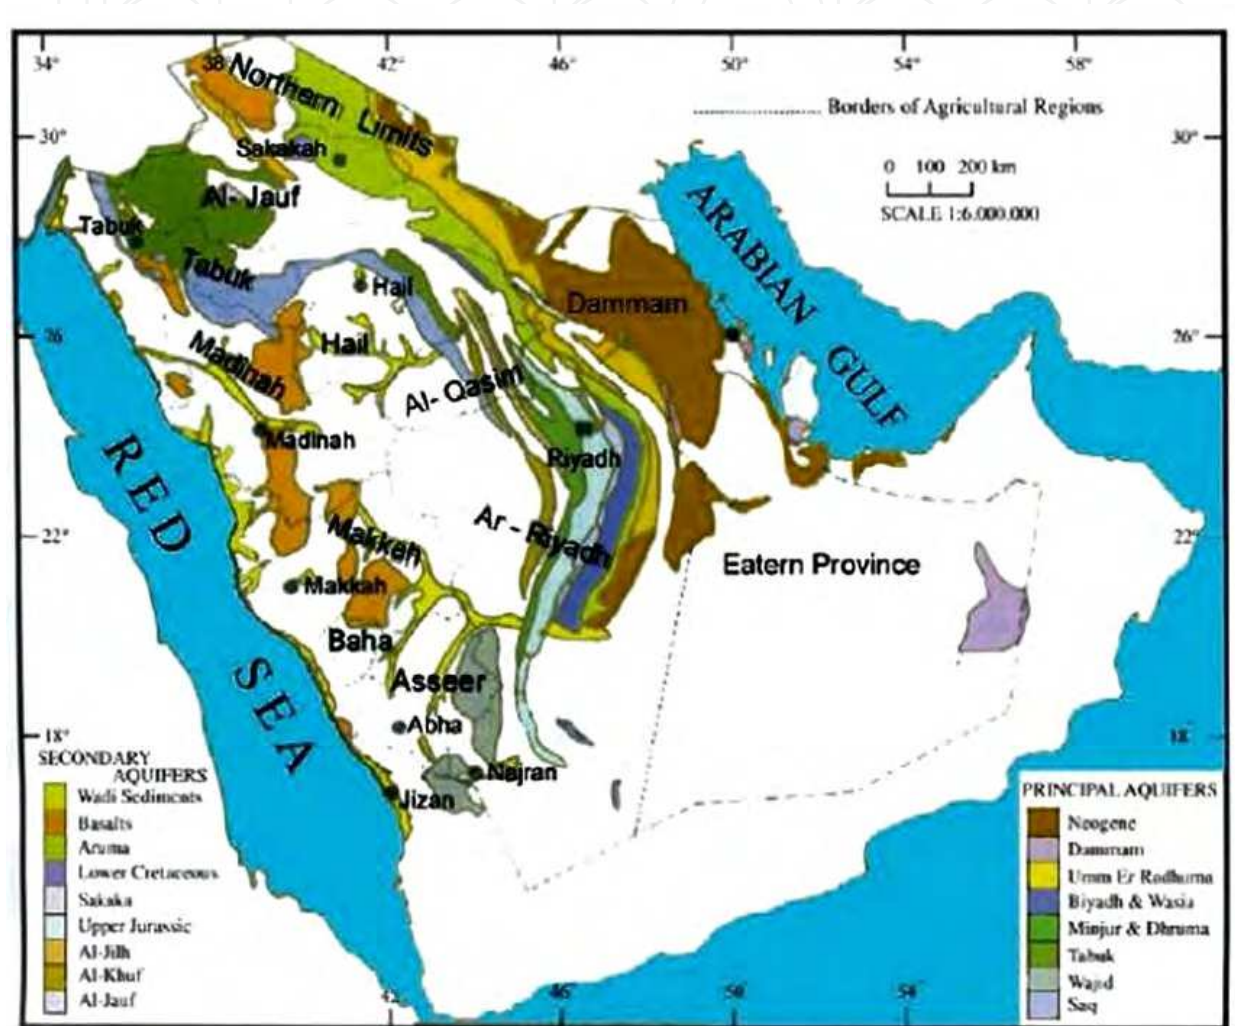 34°
38°
42°
46°
50°
54°
58°
Northern Limits
Borders of Agricultural Regions
30°
30°
Sakakah
0 100 200 km
SCALE 1:6.000.000
Al- Jauf
ARABIAN GULF
Tabuk
Tabuk
Hail
Dammam
26
26°
Hail
Madinah
Al- Qasim
Madinah
Riyadh
RED SEA
Ar - Riyadh
Makkeh
22°
22°
Eatern Province
Makkah
Baha
Asseer
Abha
18°
18
Najran
Jizan
SECONDARY
AQUIFERS
Wadi Sediments
Basalts
Aruma
Lower Cretaceous
Sakaka
Upper Jurassic
Al-Jilh
Al-Khuf
Al-Jauf
PRINCIPAL AQUIFERS
Neogene
Dammam
Umm Er Radhuma
Biyadh & Wasia
Minjur & Dhruma
Tabuk
Wajid
Saq
42
46
50
54